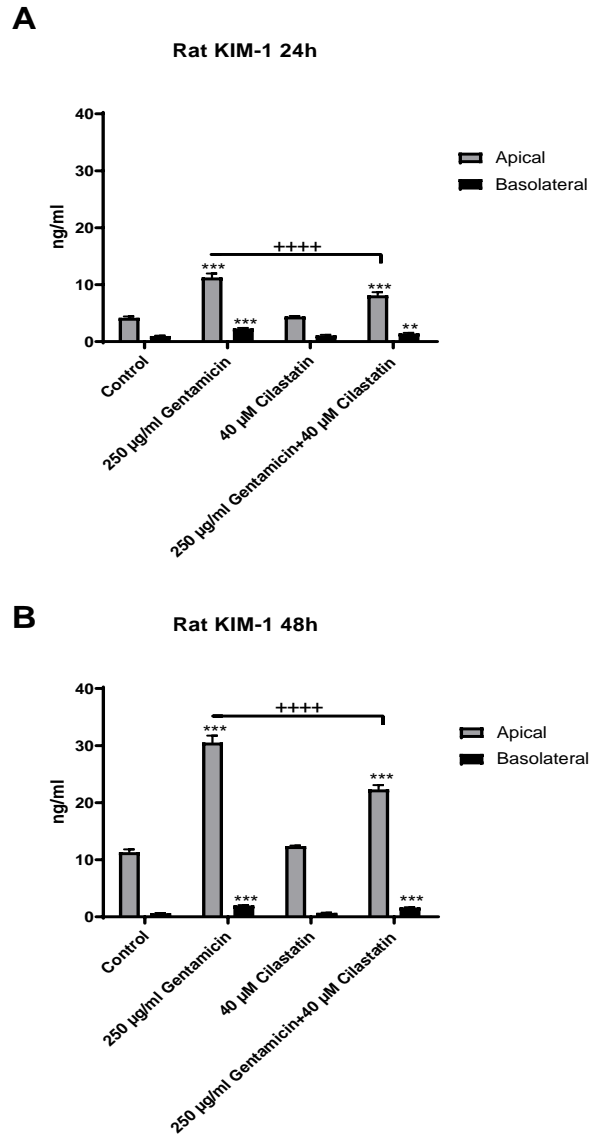 A
Rat KIM-1 24h
40
30
20
10
0
ng/ml
++++
***
***
***
**
Apical
Basolateral
Control
250 µg/ml Gentamicin
40 µM Cilastatin
250 µg/ml Gentamicin+40 µM Cilastatin
B
Rat KIM-1 48h
40
30
20
10
0
ng/ml
++++
***
***
***
***
Apical
Basolateral
Control
250 µg/ml Gentamicin
40 µM Cilastatin
250 µg/ml Gentamicin+40 µM Cilastatin